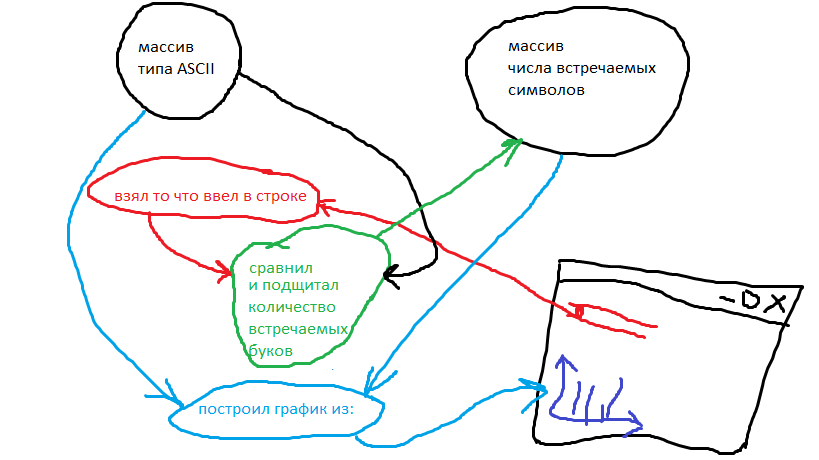 массив
типа ASCII
массив
числа встречаемых
символов
взял то что ввел в строке
сравнил
и подщитал
количество
встречаемых
буков
построил график из: